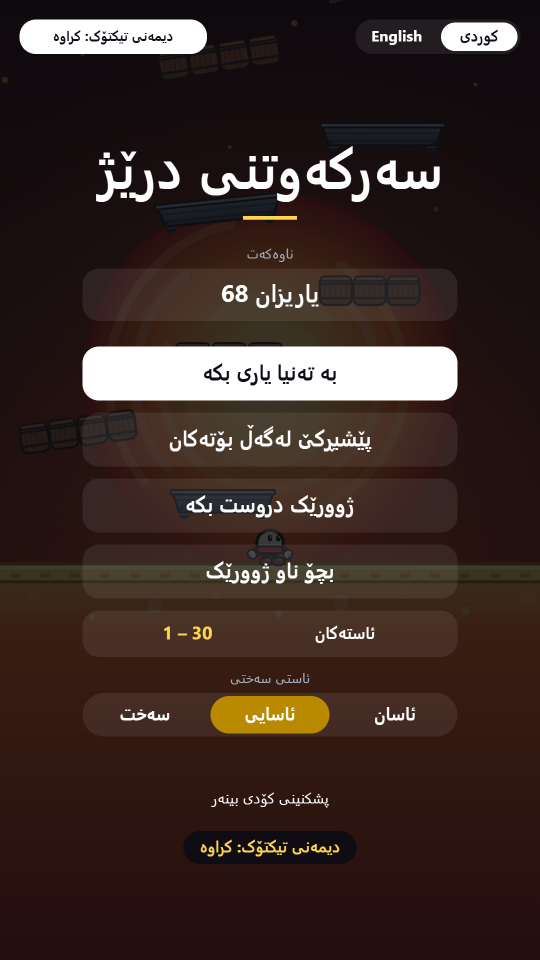 دیمەنی تیکتۆک: کراوە
کوردی
English
سەرکەوتنی درێژ
ناوەکەت
یاریزان 68
بە تەنیا یاری بکە
پێشبڕکێ لەگەڵ بۆتەکان
ژوورێک دروست بکە
بچۆ ناو ژوورێک
ئاستەکان
1 – 30
ئاستی سەختی
ئاسان
ئاسایی
سەخت
پشکنینی کۆدی بینەر
دیمەنی تیکتۆک: کراوە